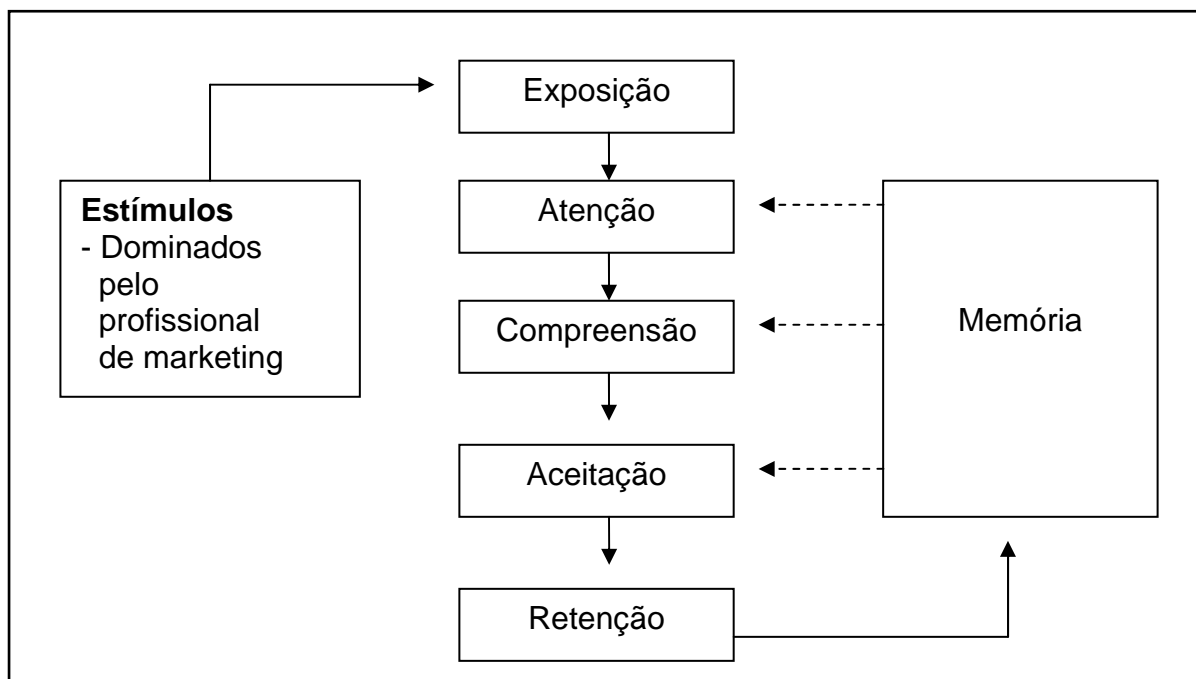 Exposição
Estímulos
- Dominados
pelo
profissional
de marketing
Atenção
Compreensão
Memória
Aceitação
Retenção